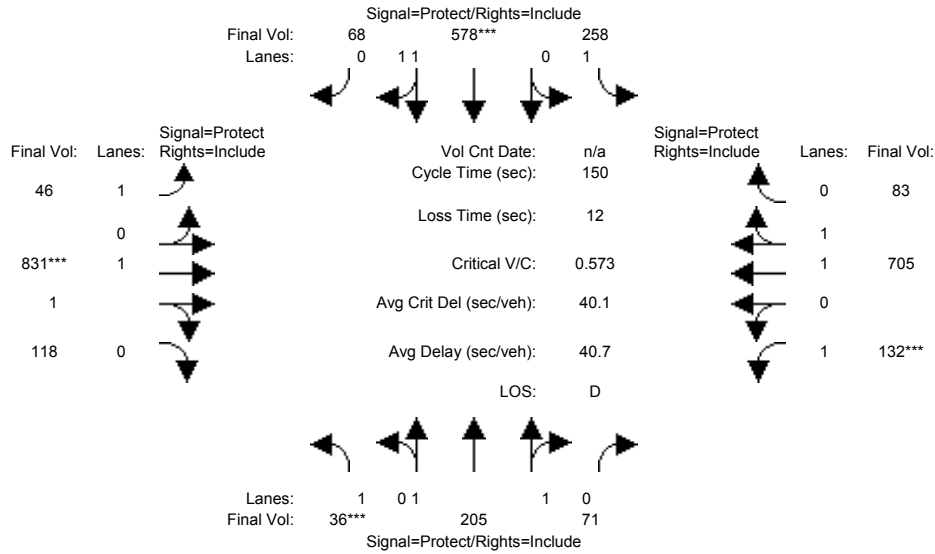 Signal=Protect/Rights=Include
Final Vol: 68 578*** 258
Lanes: 0 1 1 0 1
Signal=Protect Signal=Protect
Final Vol: Lanes: Rights=Include Vol Cnt Date: n/a Rights=Include Lanes: Final Vol:
Cycle Time (sec): 150
46 1 0 83
Loss Time (sec): 12
0 1
831*** 1 Critical V/C: 0.573 1 705
1 Avg Crit Del (sec/veh): 40.1 0
118 0 Avg Delay (sec/veh): 40.7 1 132***
LOS: D
Lanes: 1 0 1 1 0
Final Vol: 36*** 205 71
Signal=Protect/Rights=Include